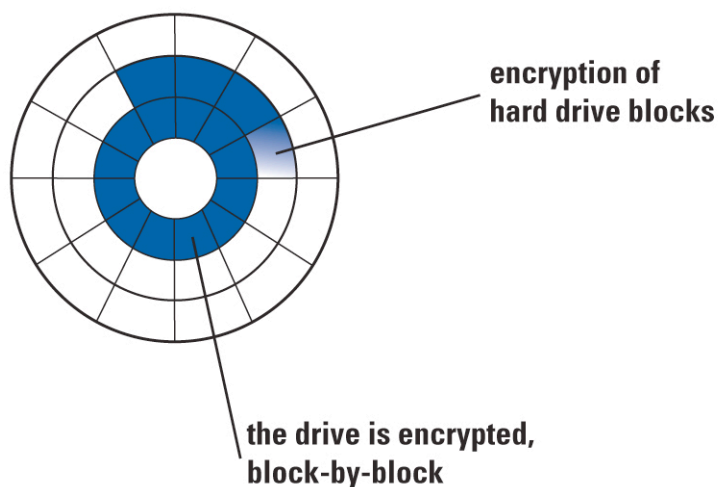 encryption of
hard drive blocks
the drive is encrypted,
block-by-block